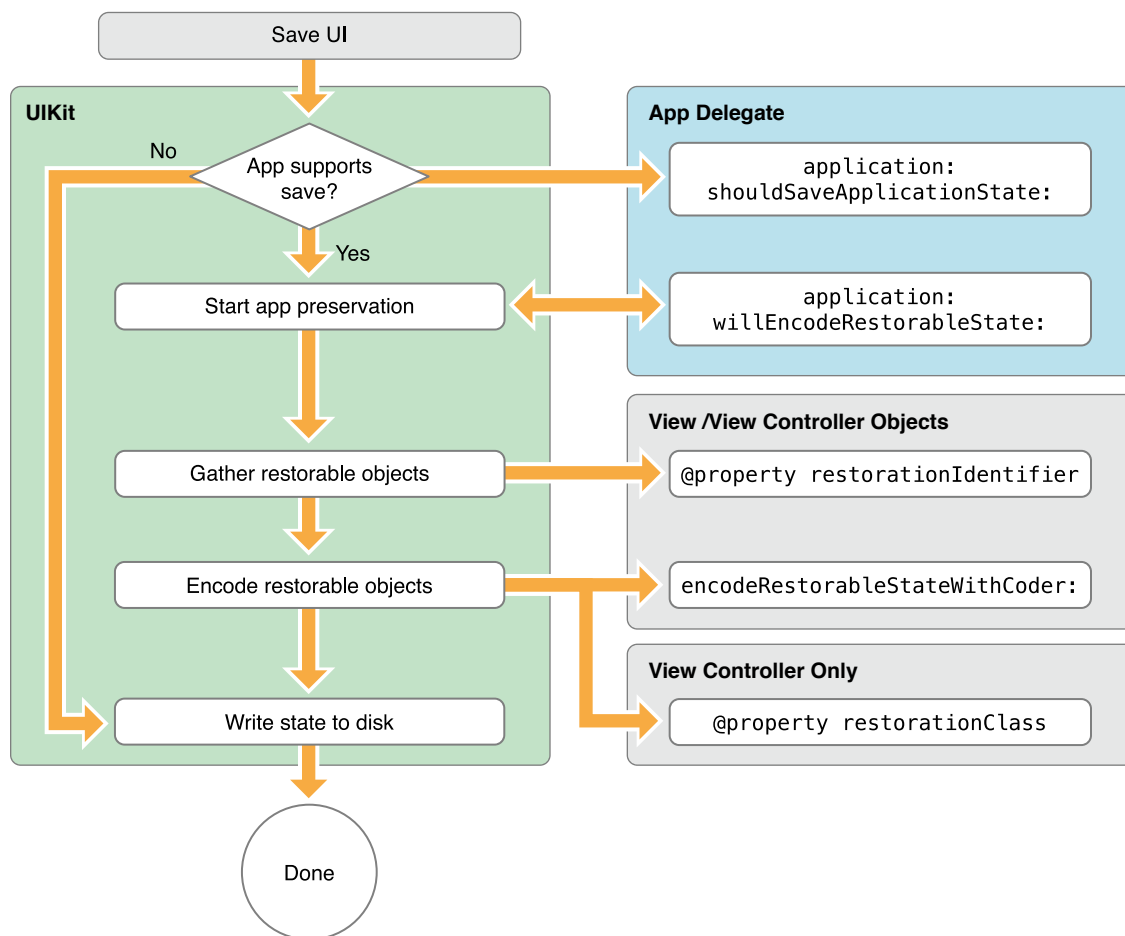 Save UI
UIKit
No
App supports
save?
Yes
Start app preservation
Gather restorable objects
Encode restorable objects
Write state to disk
Done
App Delegate
application:
shouldSaveApplicationState:
application:
willEncodeRestorableState:
View /View Controller Objects
@property restorationIdentifier
encodeRestorableStateWithCoder:
View Controller Only
@property restorationClass